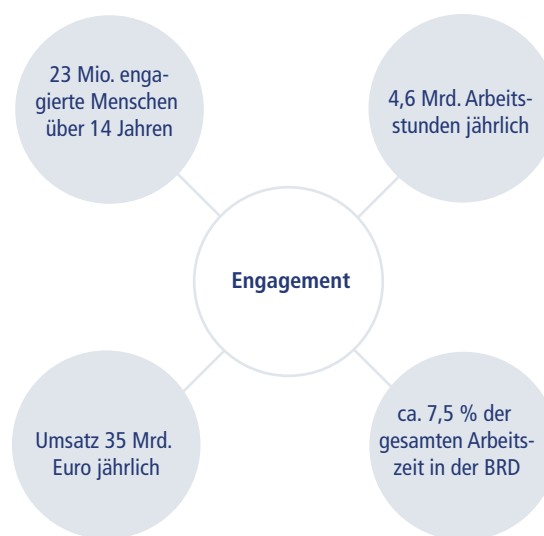 23 Mio. enga-
gierte Menschen
über 14 Jahren
4,6 Mrd. Arbeits-
stunden jährlich
Engagement
Umsatz 35 Mrd.
Euro jährlich
ca. 7,5 % der
gesamten Arbeits-
zeit in der BRD